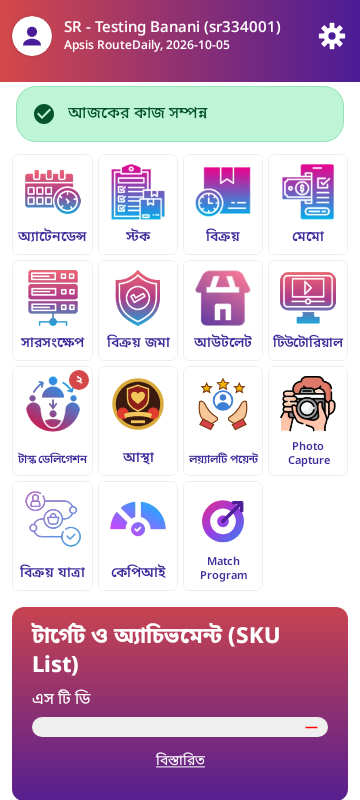 SR - Testing Banani (sr334001)
Apsis RouteDaily, 2026-10-05
আজকের কাজ সম্পন্ন
অ্যাটেনডেন্স
স্টক
বিক্রয়
মেমো
সারসংক্ষেপ
বিক্রয় জমা
আউটলেট
টিউটোরিয়াল
২
টাস্ক ডেলিগেশন
আস্থা
লয়্যালটি পয়েন্ট
Photo
Capture
বিক্রয় যাত্রা
কেপিআই
Match
Program
টার্গেট ও অ্যাচিভমেন্ট (SKU
List)
এস টি ডি
বিস্তারিত